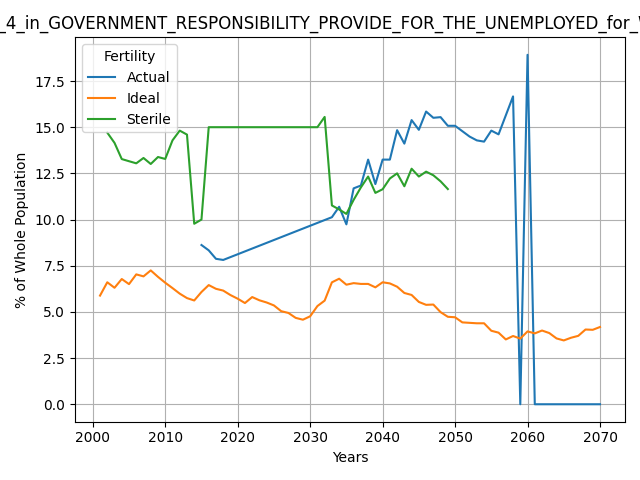 _4_in_GOVERNMENT_RESPONSIBILITY_PROVIDE_FOR_THE_UNEMPLOYED_for_
Fertility
Actual
Ideal
Sterile
17.5
15.0
12.5
10.0
7.5
5.0
2.5
0.0
% of Whole Population
2000 2010 2020 2030 2040 2050 2060 2070
Years